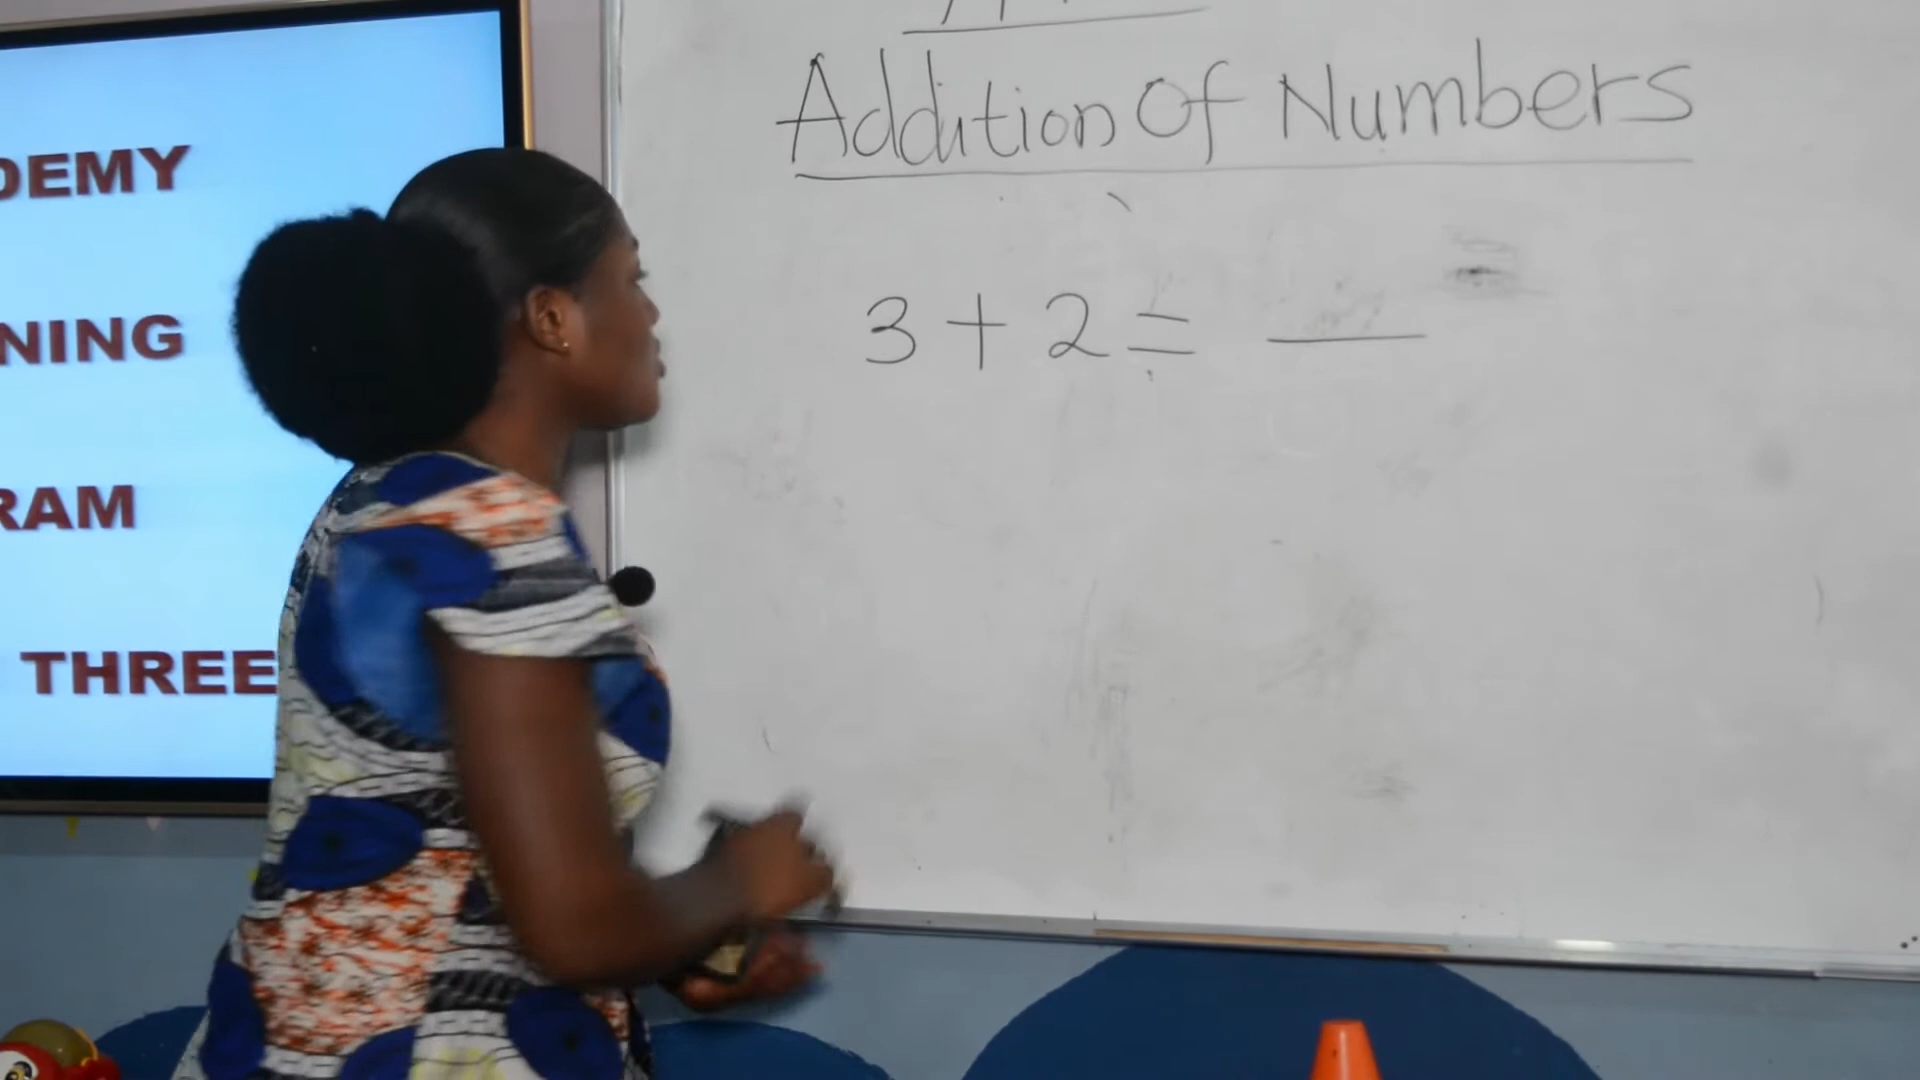 DEMY
NING
RAM
THREE
Addition Of Numbers
3 + 2 = ___